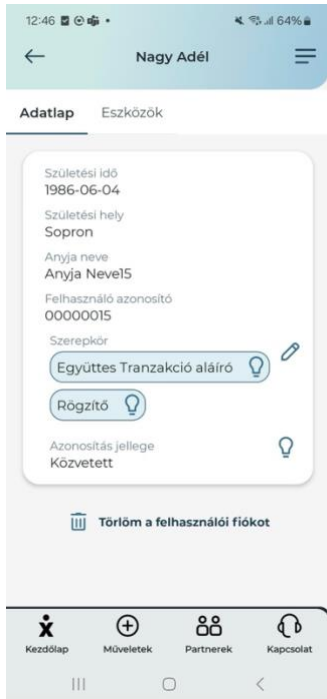 12:46
64%
Nagy Adél
Adatlap Eszközök
Születési idő
1986-06-04
Születési hely
Sopron
Anyja neve
Anyja Neve15
Felhasználó azonosító
00000015
Szerepkör
Együttes Tranzakció aláíró
Rögzítő
Azonosítás jellege
Közvetett
Törlöm a felhasználói fiókot
Kezdőlap Műveletek Partnerek Kapcsolat